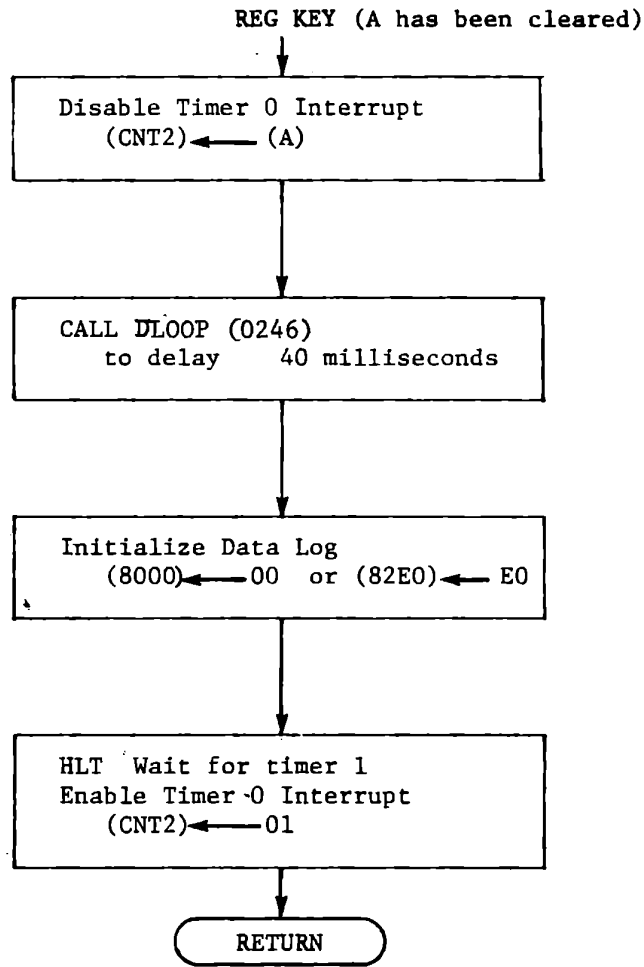 REG KEY (A has been cleared)
Disable Timer 0 Interrupt
(CNT2) ← (A)
CALL DLOOP (0246)
to delay 40 milliseconds
Initialize Data Log
(8000) ← 00 or (82E0) ← E0
HLT Wait for timer 1
Enable Timer 0 Interrupt
(CNT2) ← 01
RETURN